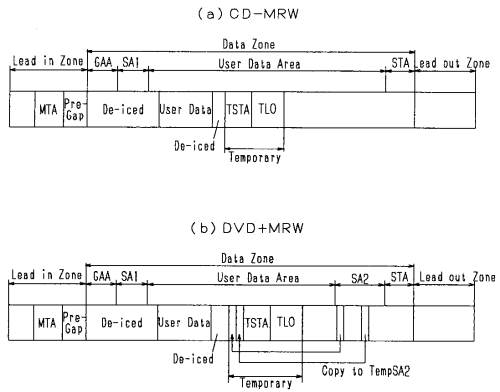 (a) CD-MRW
Data Zone
Lead in Zone GAA SA1 User Data Area STA Lead out Zone
MTA Pre-Gap De-iced User Data TSTA TLO
De-iced
Temporary
(b) DVD+MRW
Data Zone
Lead in Zone GAA SA1 User Data Area SA2 STA Lead out Zone
MTA Pre-Gap De-iced User Data TSTA TLO
De-iced
Copy to TempSA2
Temporary